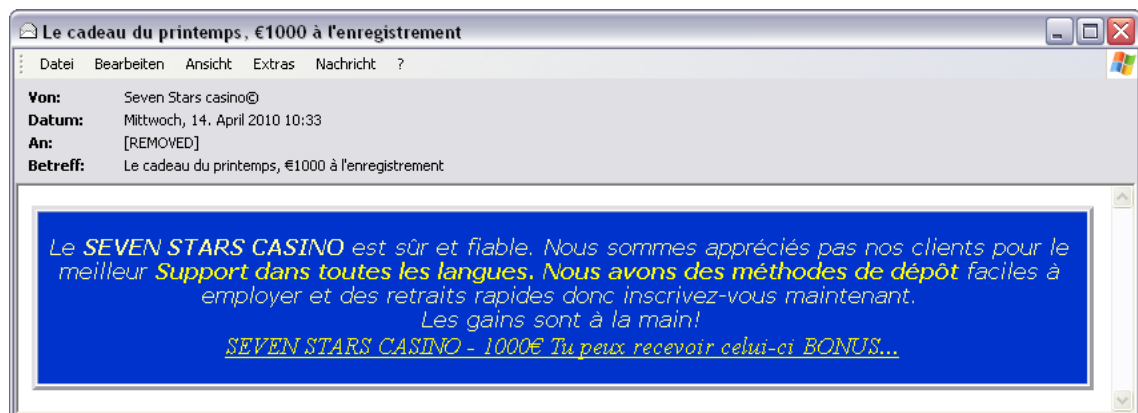 Le cadeau du printemps, €1000 à l'enregistrement
Datei Bearbeiten Ansicht Extras Nachricht ?
Von: Seven Stars casino©
Datum: Mittwoch, 14. April 2010 10:33
An: [REMOVED]
Betreff: Le cadeau du printemps, €1000 à l'enregistrement
Le SEVEN STARS CASINO est sûr et fiable. Nous sommes appréciés pas nos clients pour le
meilleur Support dans toutes les langues. Nous avons des méthodes de dépôt faciles à
employer et des retraits rapides donc inscrivez-vous maintenant.
Les gains sont à la main!
SEVEN STARS CASINO - 1000€ Tu peux recevoir celui-ci BONUS...